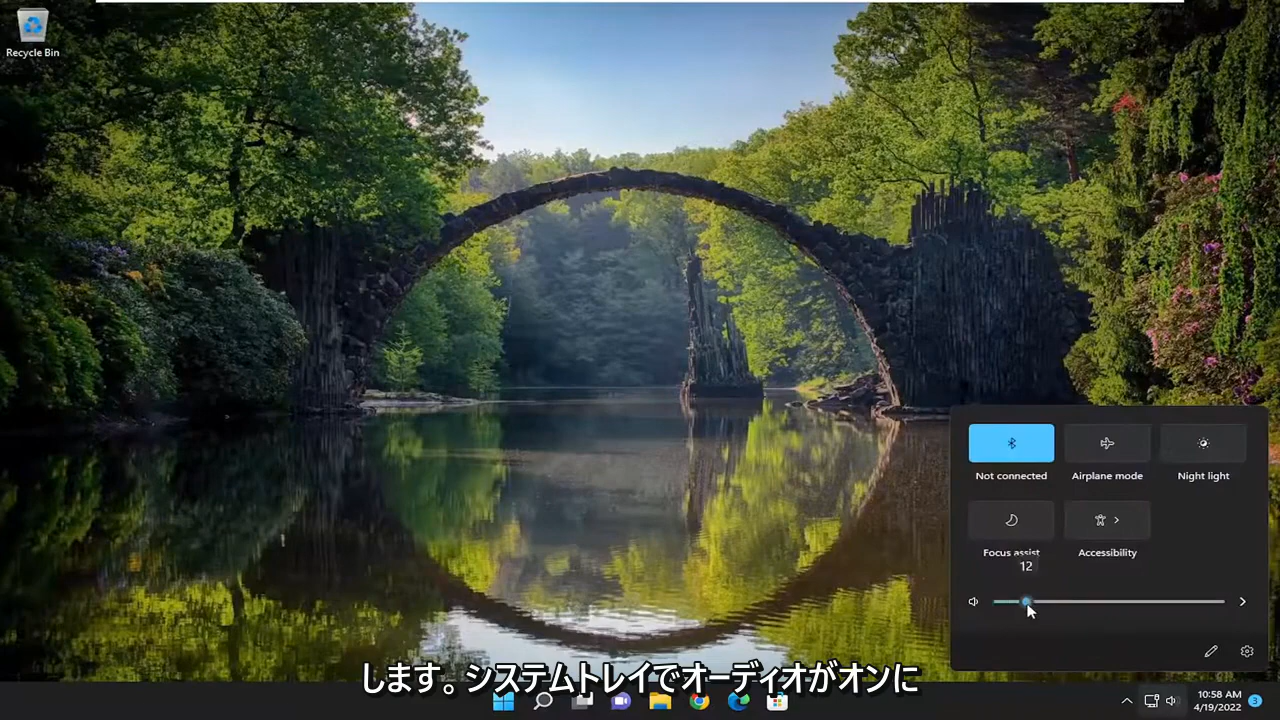 Recycle Bin
Not connected
Airplane mode
Night light
Focus assist
Accessibility
12
します。システムトレイでオーディオがオンに
10:58 AM
4/19/2022
3